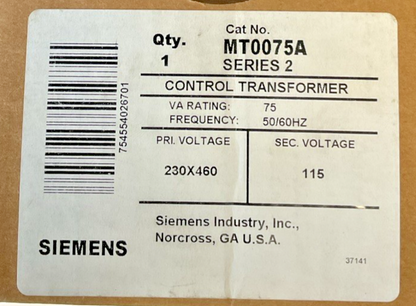 Qty.
1
Cat No.
MT0075A
SERIES 2
CONTROL TRANSFORMER
VA RATING: 75
FREQUENCY: 50/60HZ
PRI. VOLTAGE SEC. VOLTAGE
230X460 115
754554026701
Siemens Industry, Inc.,
Norcross, GA U.S.A.
SIEMENS
37141